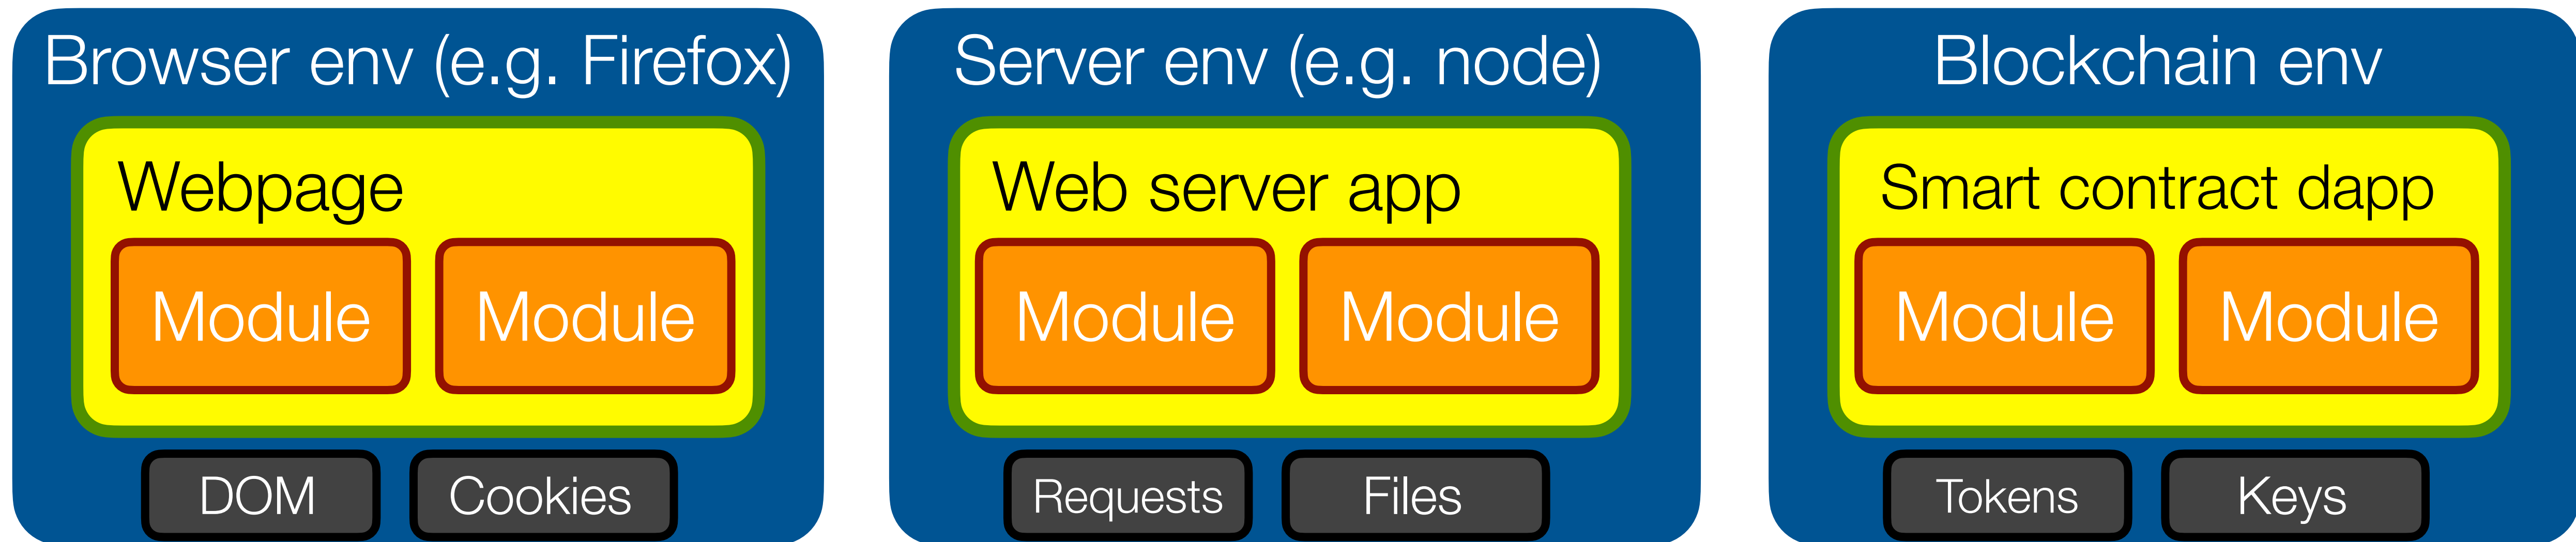 Browser env (e.g. Firefox)
Webpage
Module
Module
DOM
Cookies
Server env (e.g. node)
Web server app
Module
Module
Requests
Files
Blockchain env
Smart contract dapp
Module
Module
Tokens
Keys